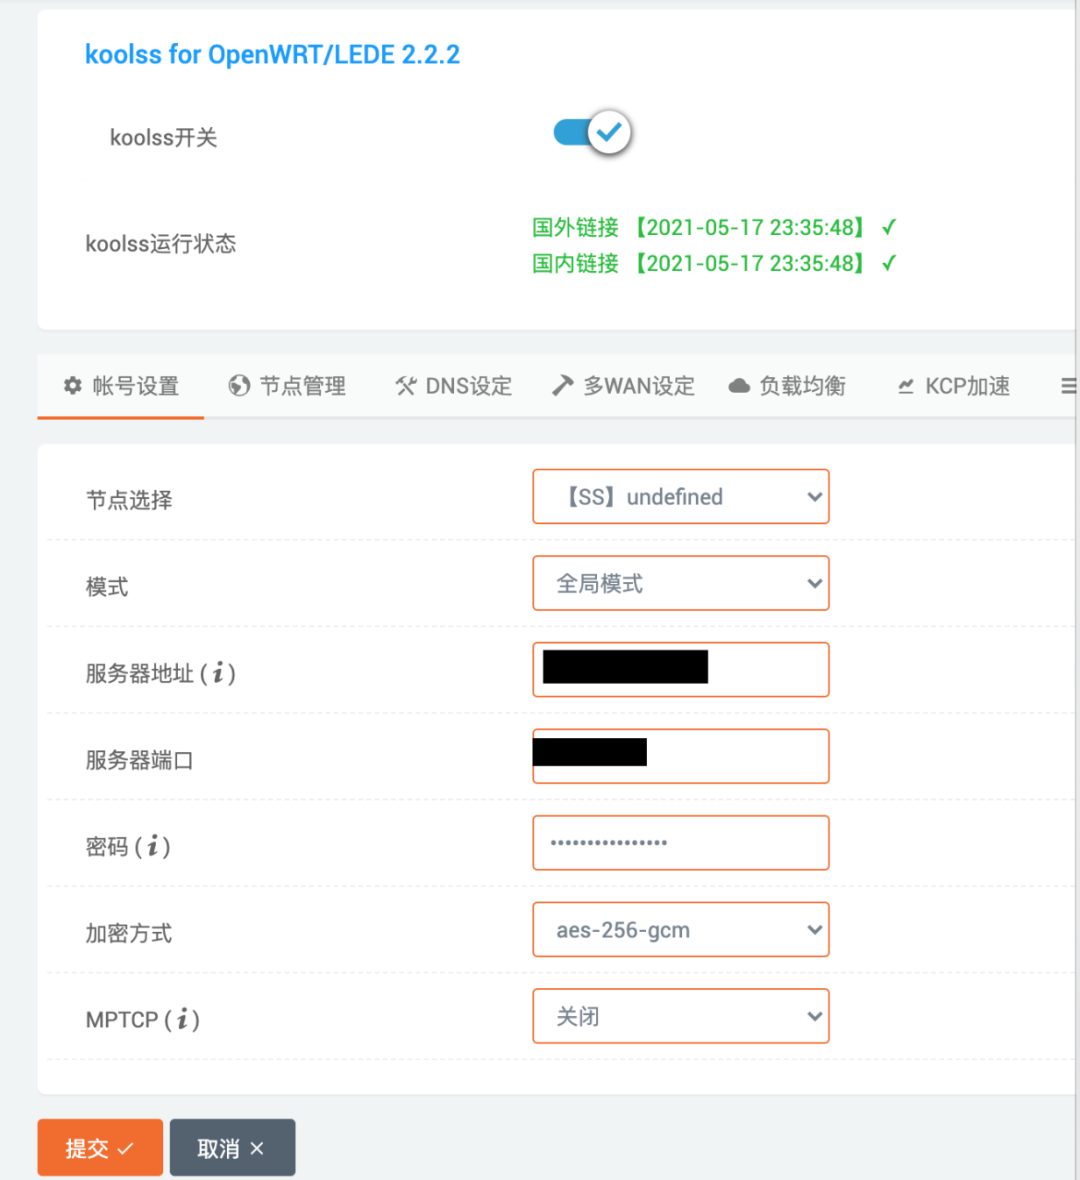 koolss for OpenWRT/LEDE 2.2.2
koolss开关
koolss运行状态
国外链接 【2021-05-17 23:35:48】 ✓
国内链接 【2021-05-17 23:35:48】 ✓
帐号设置 节点管理 DNS设定 多WAN设定 负载均衡 KCP加速
节点选择 【SS】undefined
模式 全局模式
服务器地址 (i)
服务器端口
密码 (i) ••••••••••••••••
加密方式 aes-256-gcm
MPTCP (i) 关闭
提交 ✓ 取消 ×